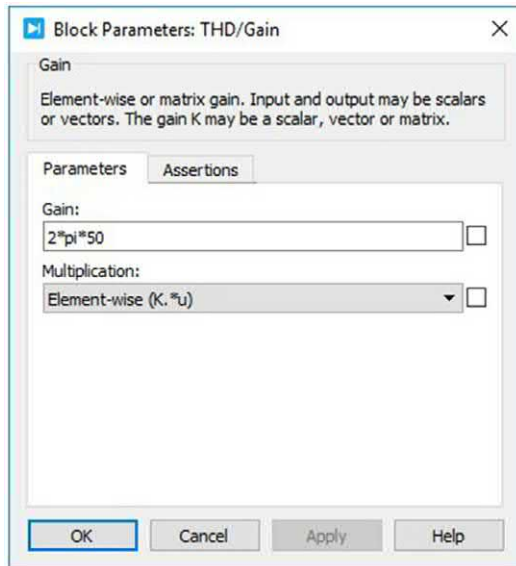 Block Parameters: THD/Gain
Gain
Element-wise or matrix gain. Input and output may be scalars
or vectors. The gain K may be a scalar, vector or matrix.
Parameters
Assertions
Gain:
2*pi*50
Multiplication:
Element-wise (K.*u)
OK
Cancel
Apply
Help